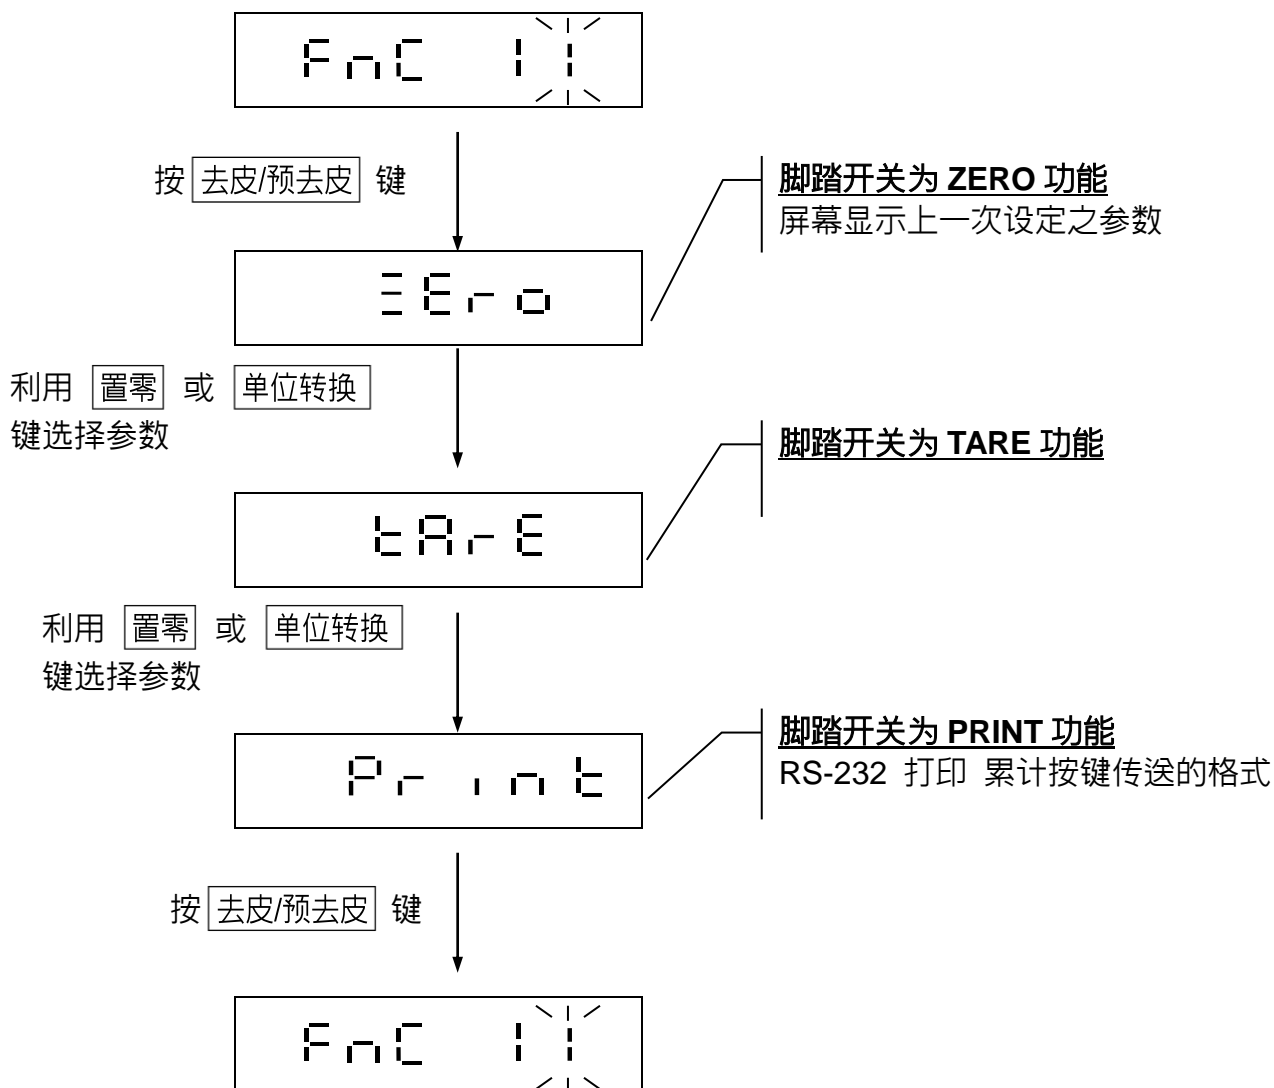 FnC 11
按 去皮/预去皮 键
脚踏开关为 ZERO 功能
屏幕显示上一次设定之参数
ZEro
利用 置零 或 单位转换
键选择参数
脚踏开关为 TARE 功能
tArE
利用 置零 或 单位转换
键选择参数
脚踏开关为 PRINT 功能
RS-232 打印 累计按键传送的格式
Print
按 去皮/预去皮 键
FnC 11